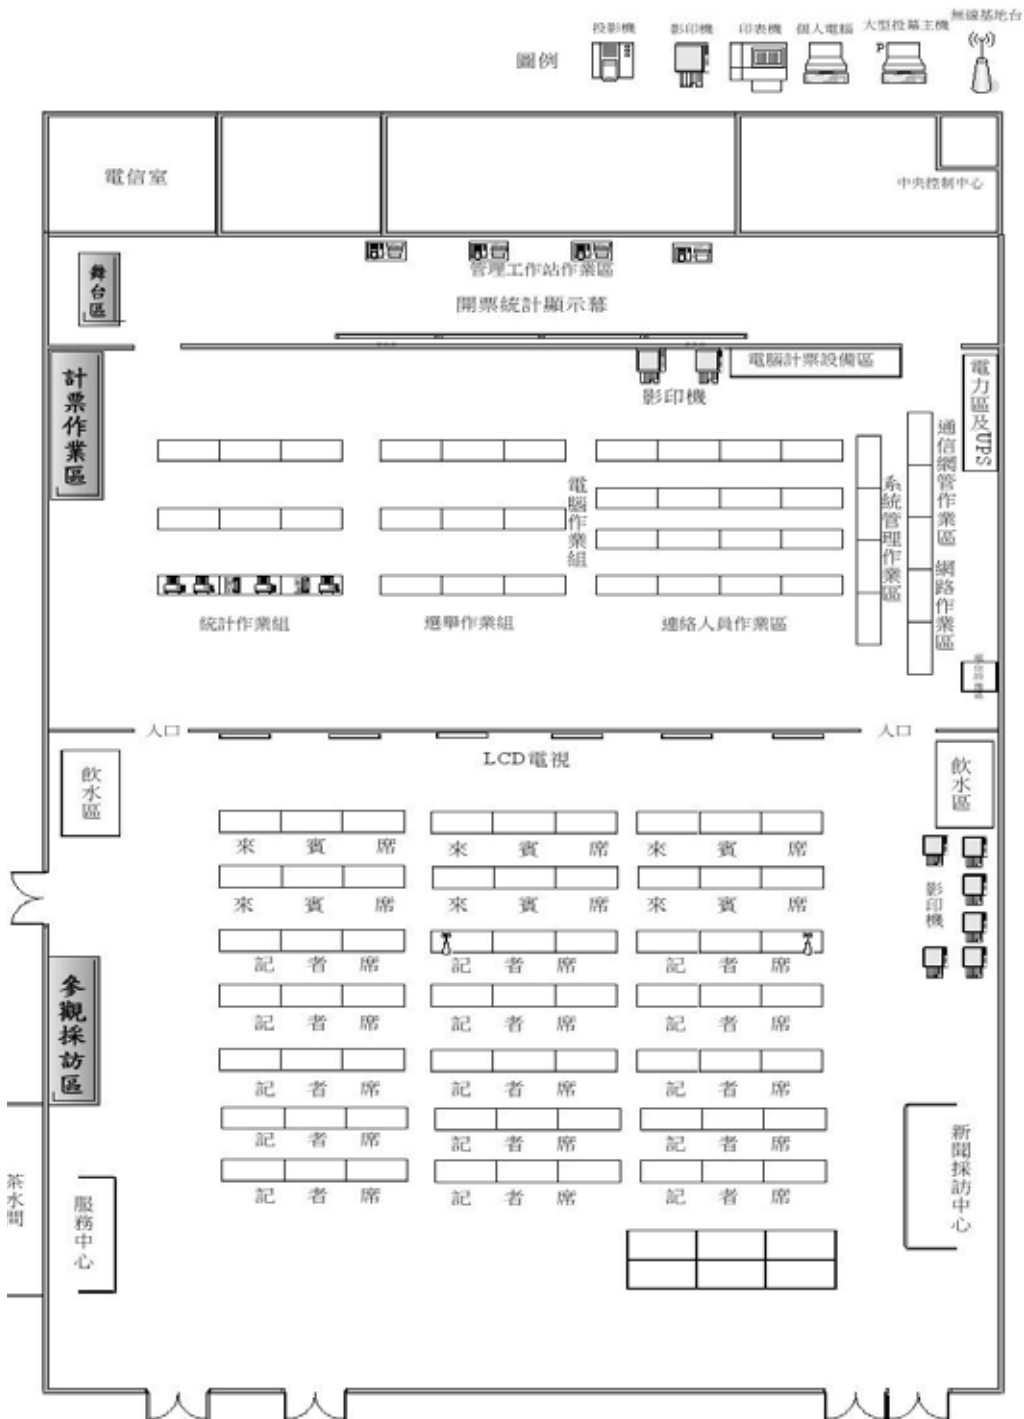 無線基地台
投影機 影印機 印表機 個人電腦 大型投幕主機
圖例
P
電信室
中央控制中心
舞台區
管理工作站作業區
開票統計顯示幕
計票作業區
電腦計票設備區
影印機
電力區及UPS
通信網管作業區
網路作業區
電腦作業組
系統管理作業區
統計作業組
選舉作業組
連絡人員作業區
人口
人口
LCD電視
飲水區
飲水區
來 賓 席 來 賓 席 來 賓 席
來 賓 席 來 賓 席 來 賓 席
影印機
記 者 席 記 者 席 記 者 席
參觀採訪區
記 者 席 記 者 席 記 者 席
記 者 席 記 者 席 記 者 席
記 者 席 記 者 席 記 者 席
記 者 席 記 者 席 記 者 席
茶水間
服務中心
新聞採訪中心